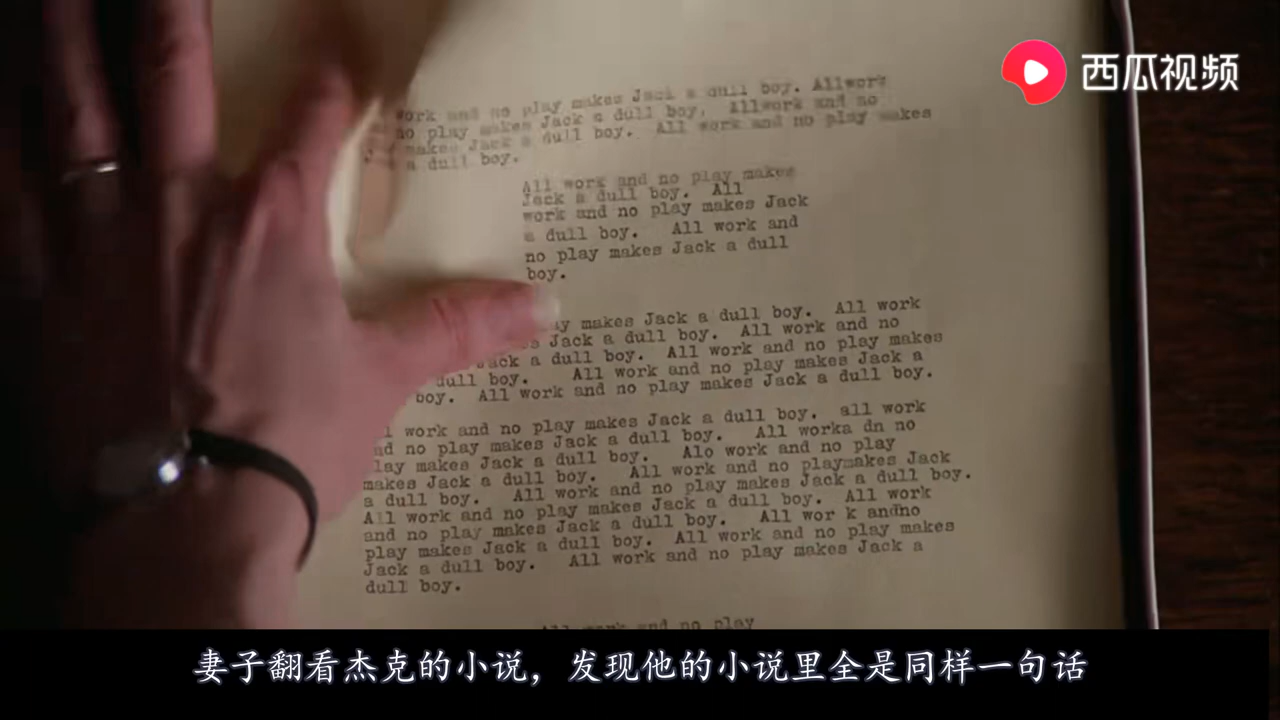 西瓜视频
work and no play makes Jack a dull boy. Allwork
no play makes Jack a dull boy. Allwork and no
makes Jack a dull boy. All work and no play makes
a dull boy.
All work and no play makes
Jack a dull boy. All
work and no play makes Jack
a dull boy. All work and
no play makes Jack a dull
boy.
makes Jack a dull boy. All work
Jack a dull boy. All work and no
a dull boy. All work and no play makes
dull boy. All work and no play makes Jack a
boy. All work and no play makes Jack a dull boy.
work and no play makes Jack a dull boy. all work
no play makes Jack a dull boy. All worka dn no
makes Jack a dull boy. Alo work and no play
makes Jack a dull boy. All work and no playmakes Jack
a dull boy. All work and no play makes Jack a dull boy.
All work and no play makes Jack a dull boy. All work
and no play makes Jack a dull boy. All wor k andno
play makes Jack a dull boy. All work and no play makes
Jack a dull boy. All work and no play makes Jack a
dull boy.
and no play
妻子翻看杰克的小说，发现他的小说里全是同样一句话